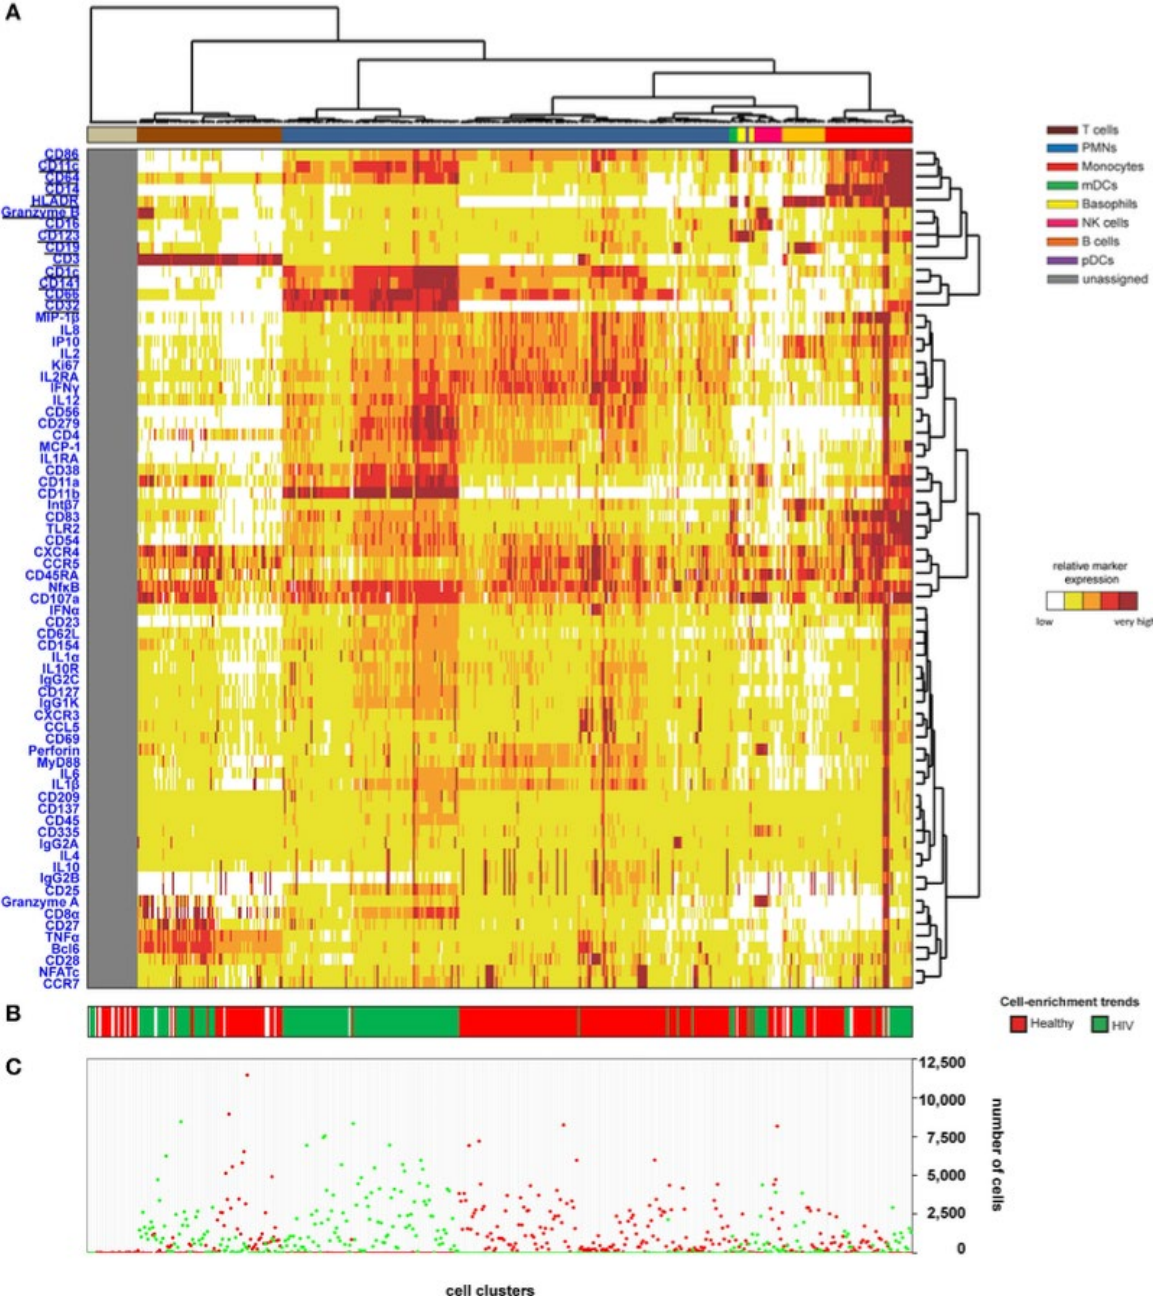 A
T cells
PMNs
Monocytes
mDCs
Basophils
NK cells
B cells
pDCs
unassigned
CD86
CD11c
CD64
CD14
HLADR
Granzyme B
CD16
CD123
CD19
CD3
CD1c
CD141
CD66
CD32
MIP-1β
IL8
IP10
IL2
Ki67
IL2RA
IFNγ
IL12
CD56
CD279
CD4
MCP-1
IL1RA
CD38
CD11a
CD11b
Intβ7
CD83
TLR2
CD54
CXCR4
CCR5
CD45RA
NfκB
CD107a
IFNα
CD23
CD62L
CD154
IL1α
IL10R
IgG2C
CD127
IgG1K
CXCR3
CCL5
CD69
Perforin
MyD88
IL6
IL1β
CD209
CD137
CD45
CD335
IgG2A
IL4
IL10
IgG2B
CD25
Granzyme A
CD8α
CD27
TNFα
Bcl6
CD28
NFATc
CCR7
relative marker
expression
low very high
B
Cell-enrichment trends
Healthy HIV
C
12,500
10,000
7,500
5,000
2,500
0
number of cells
cell clusters